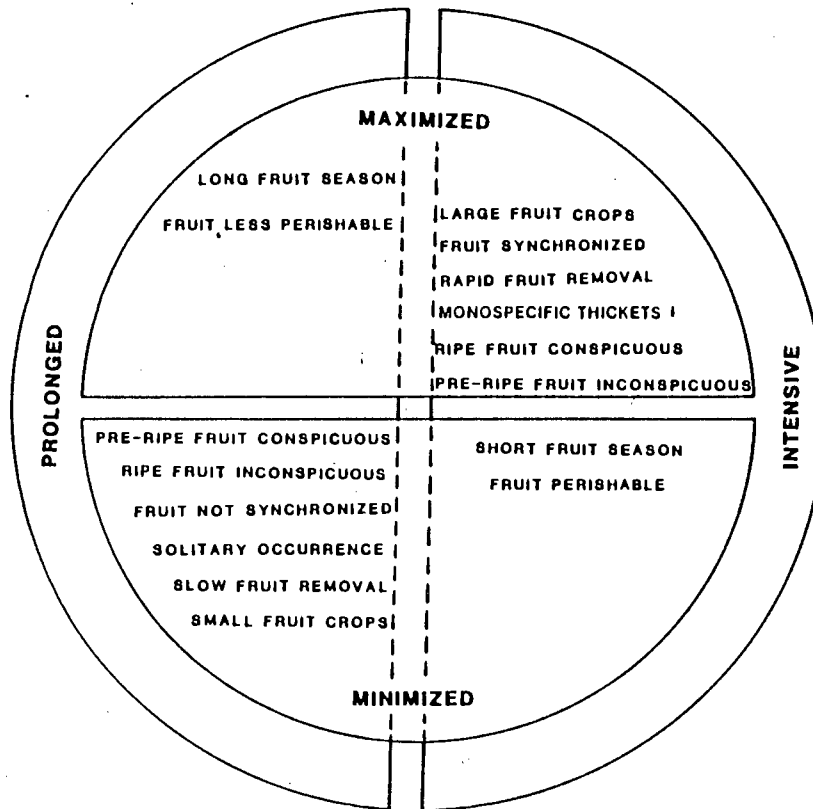 MAXIMIZED
LONG FRUIT SEASON
FRUIT LESS PERISHABLE
LARGE FRUIT CROPS
FRUIT SYNCHRONIZED
RAPID FRUIT REMOVAL
MONOSPECIFIC THICKETS
RIPE FRUIT CONSPICUOUS
PRE-RIPE FRUIT INCONSPICUOUS
PROLONGED
INTENSIVE
PRE-RIPE FRUIT CONSPICUOUS
RIPE FRUIT INCONSPICUOUS
FRUIT NOT SYNCHRONIZED
SOLITARY OCCURRENCE
SLOW FRUIT REMOVAL
SMALL FRUIT CROPS
SHORT FRUIT SEASON
FRUIT PERISHABLE
MINIMIZED